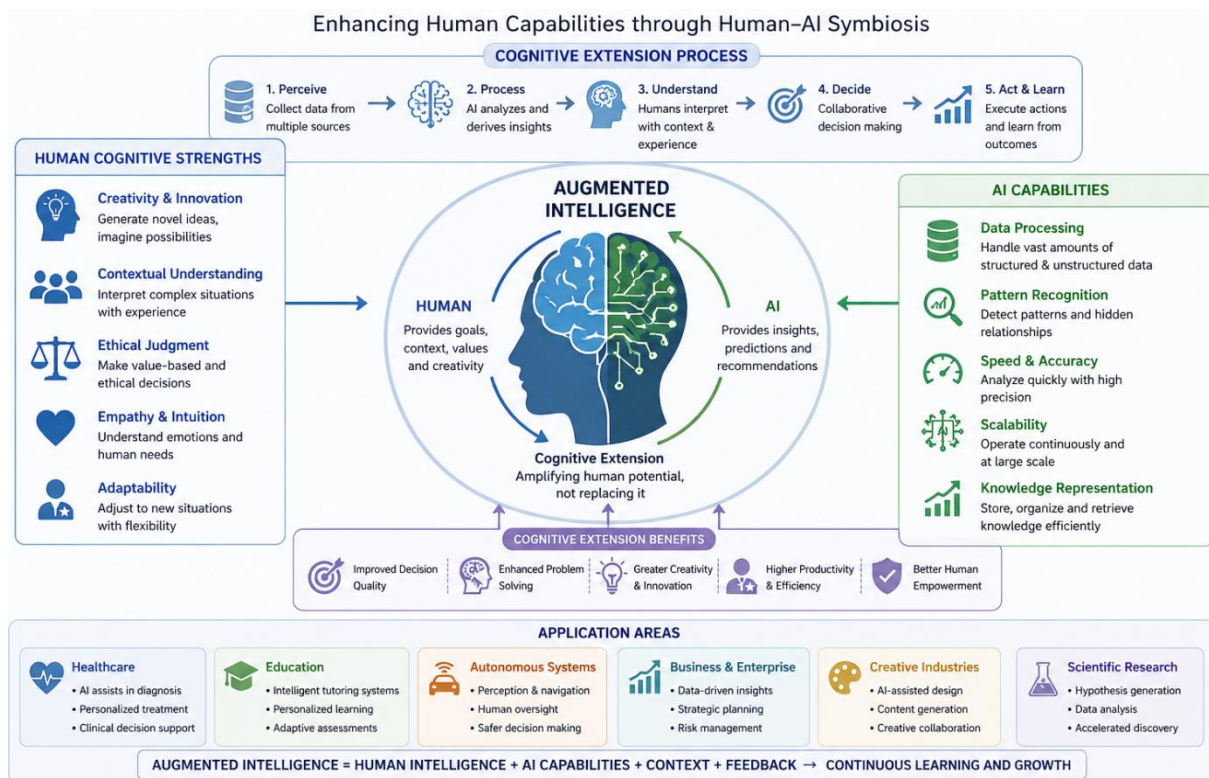 Enhancing Human Capabilities through Human–AI Symbiosis
COGNITIVE EXTENSION PROCESS
1. Perceive
Collect data from
multiple sources
2. Process
AI analyzes and
derives insights
3. Understand
Humans interpret
with context &
experience
4. Decide
Collaborative
decision making
5. Act & Learn
Execute actions
and learn from
outcomes
HUMAN COGNITIVE STRENGTHS
Creativity & Innovation
Generate novel ideas,
imagine possibilities
Contextual Understanding
Interpret complex situations
with experience
Ethical Judgment
Make value-based and
ethical decisions
Empathy & Intuition
Understand emotions and
human needs
Adaptability
Adjust to new situations
with flexibility
AUGMENTED
INTELLIGENCE
HUMAN
Provides goals,
context, values
and creativity
AI
Provides insights,
predictions and
recommendations
Cognitive Extension
Amplifying human potential,
not replacing it
AI CAPABILITIES
Data Processing
Handle vast amounts of
structured & unstructured data
Pattern Recognition
Detect patterns and hidden
relationships
Speed & Accuracy
Analyze quickly with high
precision
AI
Scalability
Operate continuously and
at large scale
Knowledge Representation
Store, organize and retrieve
knowledge efficiently
COGNITIVE EXTENSION BENEFITS
Improved Decision
Quality
Enhanced Problem
Solving
Greater Creativity
& Innovation
Higher Productivity
& Efficiency
Better Human
Empowerment
APPLICATION AREAS
Healthcare
• AI assists in diagnosis
• Personalized treatment
• Clinical decision support
Education
• Intelligent tutoring systems
• Personalized learning
• Adaptive assessments
Autonomous Systems
• Perception & navigation
• Human oversight
• Safer decision making
Business & Enterprise
• Data-driven insights
• Strategic planning
• Risk management
Creative Industries
• AI-assisted design
• Content generation
• Creative collaboration
Scientific Research
• Hypothesis generation
• Data analysis
• Accelerated discovery
AUGMENTED INTELLIGENCE = HUMAN INTELLIGENCE + AI CAPABILITIES + CONTEXT + FEEDBACK → CONTINUOUS LEARNING AND GROWTH